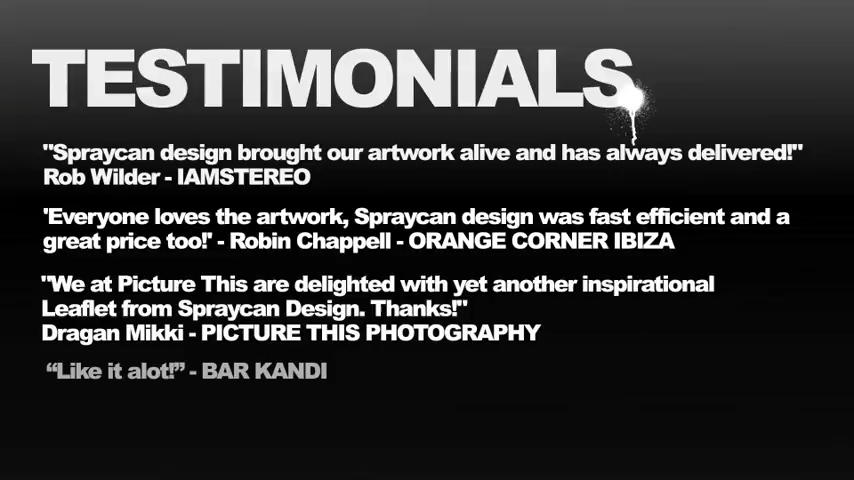 TESTIMONIALS
"Spraycan design brought our artwork alive and has always delivered!"
Rob Wilder - IAMSTEREO
'Everyone loves the artwork, Spraycan design was fast efficient and a
great price too!' - Robin Chappell - ORANGE CORNER IBIZA
"We at Picture This are delighted with yet another inspirational
Leaflet from Spraycan Design. Thanks!"
Dragan Mikki - PICTURE THIS PHOTOGRAPHY
“Like it alot!” - BAR KANDI